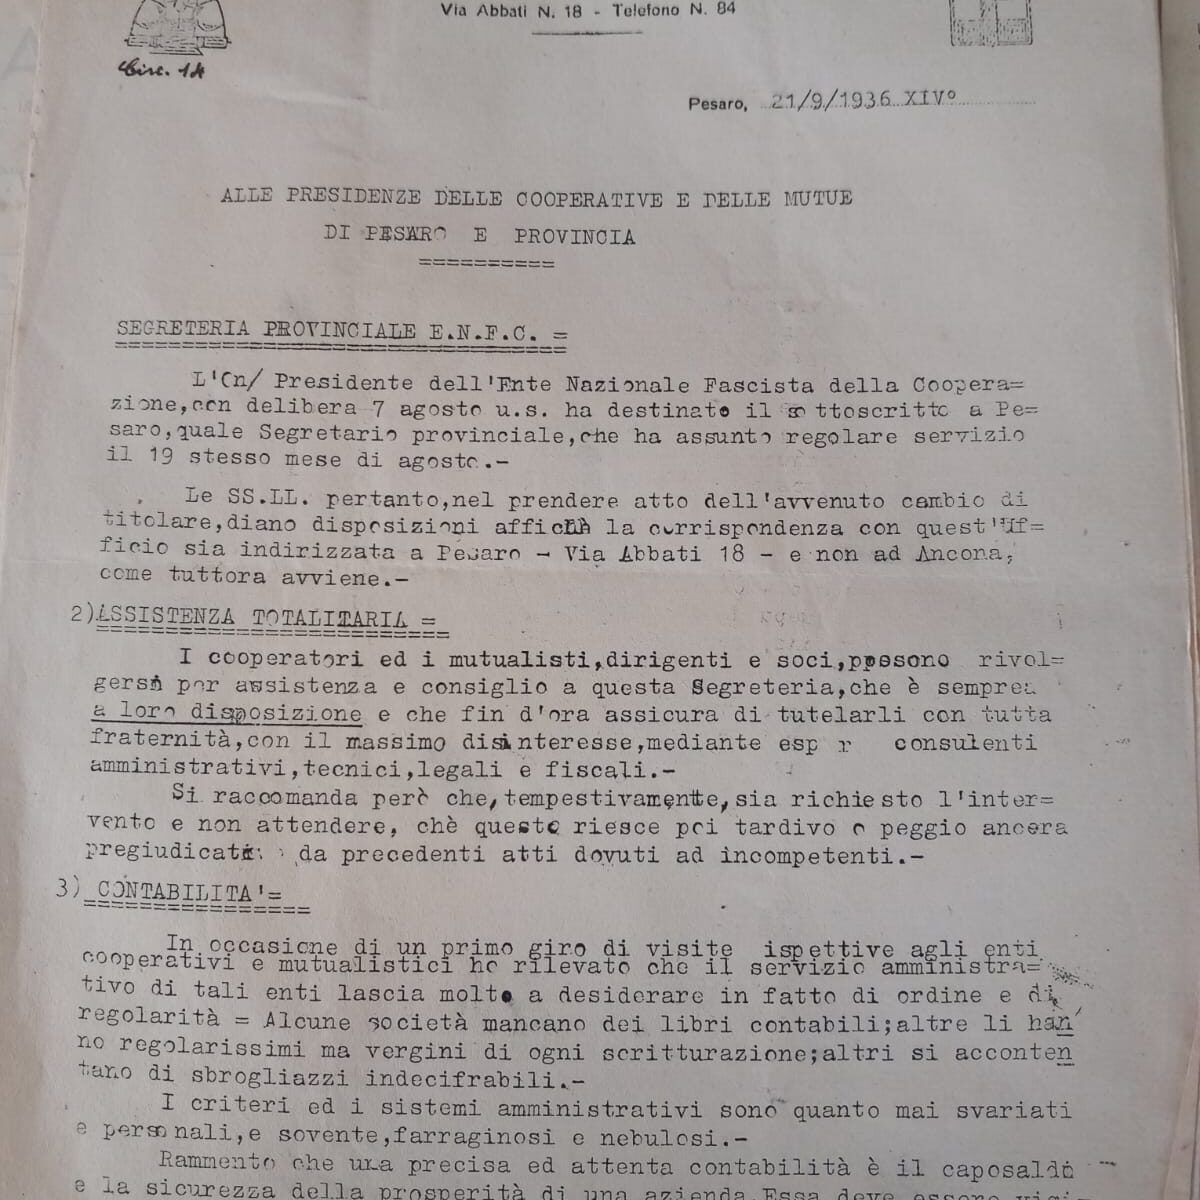 Via Abbati N. 18 - Telefono N. 84
Circ. 14
Pesaro, 21/9/1936 XIV°
ALLE PRESIDENZE DELLE COOPERATIVE E DELLE MUTUE
DI PESARO E PROVINCIA
==========
SEGRETERIA PROVINCIALE E.N.F.C. =
L'On/ Presidente dell'Ente Nazionale Fascista della Coopera=
zione,con delibera 7 agosto u.s. ha destinato il sottoscritto a Pe=
saro,quale Segretario provinciale,che ha assunto regolare servizio
il 19 stesso mese di agosto.-
Le SS.LL. pertanto,nel prendere atto dell'avvenuto cambio di
titolare,diano disposizioni affichè la corrispondenza con quest'Uf=
ficio sia indirizzata a Pesaro - Via Abbati 18 - e non ad Ancona,
come tuttora avviene.-
2)ASSISTENZA TOTALITARIA =
I cooperatori ed i mutualisti,dirigenti e soci,possono rivol=
gersi per assistenza e consiglio a questa Segreteria,che è sempre
a loro disposizione e che fin d'ora assicura di tutelarli con tutta
fraternità,con il massimo disinteresse,mediante consulenti
amministrativi,tecnici,legali e fiscali.-
Si raccomanda però che,tempestivamente,sia richiesto l'inter=
vento e non attendere, chè questo riesce poi tardivo o peggio ancora
pregiudicato da precedenti atti dovuti ad incompetenti.-
3) CONTABILITA'=
In occasione di un primo giro di visite ispettive agli enti
cooperativi e mutualistici ho rilevato che il servizio amministra=
tivo di tali enti lascia molto a desiderare in fatto di ordine e di
regolarità = Alcune società mancano dei libri contabili;altre li han
no regolarissimi ma vergini di ogni scritturazione;altri si acconten
tano di sbrogliazzi indecifrabili.-
I criteri ed i sistemi amministrativi sono quanto mai svariati
e personali,e sovente,farraginosi e nebulosi.-
Rammento che una precisa ed attenta contabilità è il caposaldo
e la sicurezza della prosperità di una azienda.Essa deve essere